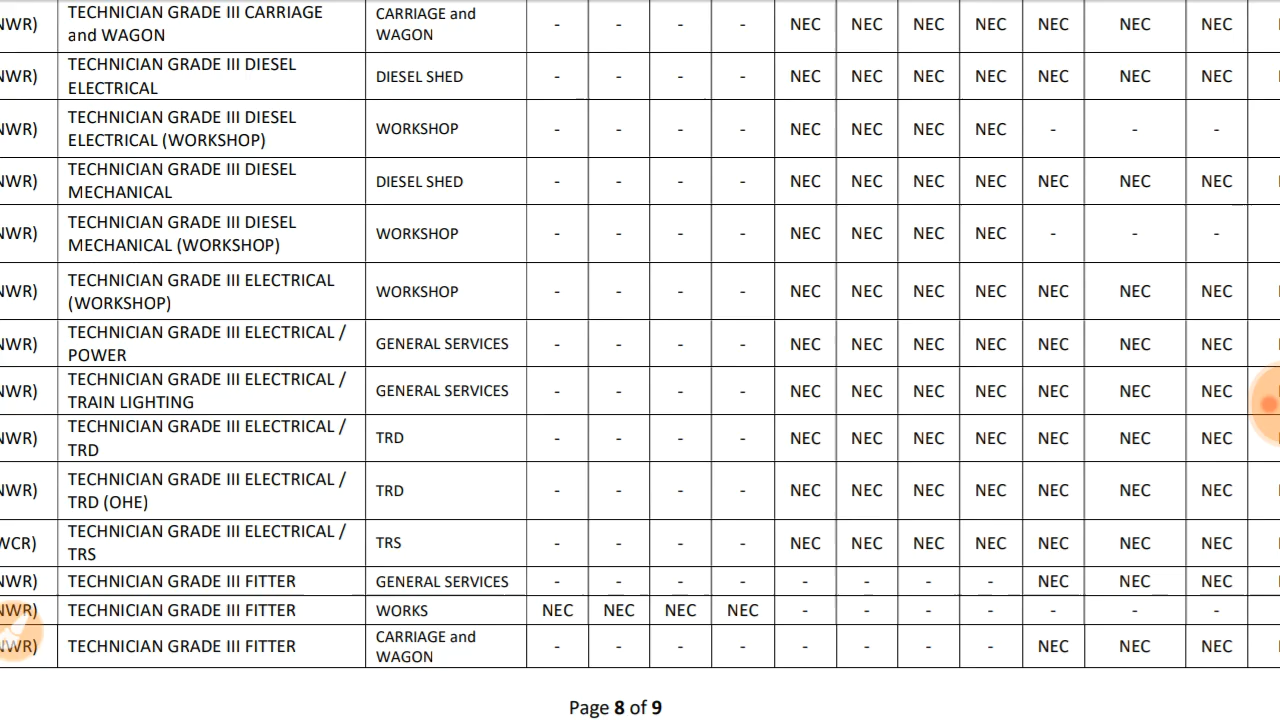 NWR) TECHNICIAN GRADE III CARRIAGE and WAGON CARRIAGE and WAGON - - - - NEC NEC NEC NEC NEC NEC NEC
NWR) TECHNICIAN GRADE III DIESEL ELECTRICAL DIESEL SHED - - - - NEC NEC NEC NEC NEC NEC NEC
NWR) TECHNICIAN GRADE III DIESEL ELECTRICAL (WORKSHOP) WORKSHOP - - - - NEC NEC NEC NEC - - -
NWR) TECHNICIAN GRADE III DIESEL MECHANICAL DIESEL SHED - - - - NEC NEC NEC NEC NEC NEC NEC
NWR) TECHNICIAN GRADE III DIESEL MECHANICAL (WORKSHOP) WORKSHOP - - - - NEC NEC NEC NEC - - -
NWR) TECHNICIAN GRADE III ELECTRICAL (WORKSHOP) WORKSHOP - - - - NEC NEC NEC NEC NEC NEC NEC
NWR) TECHNICIAN GRADE III ELECTRICAL / POWER GENERAL SERVICES - - - - NEC NEC NEC NEC NEC NEC NEC
NWR) TECHNICIAN GRADE III ELECTRICAL / TRAIN LIGHTING GENERAL SERVICES - - - - NEC NEC NEC NEC NEC NEC NEC
NWR) TECHNICIAN GRADE III ELECTRICAL / TRD TRD - - - - NEC NEC NEC NEC NEC NEC NEC
NWR) TECHNICIAN GRADE III ELECTRICAL / TRD (OHE) TRD - - - - NEC NEC NEC NEC NEC NEC NEC
WCR) TECHNICIAN GRADE III ELECTRICAL / TRS TRS - - - - NEC NEC NEC NEC NEC NEC NEC
NWR) TECHNICIAN GRADE III FITTER GENERAL SERVICES - - - - - - - - NEC NEC NEC
NWR) TECHNICIAN GRADE III FITTER WORKS NEC NEC NEC NEC - - - - - - -
NWR) TECHNICIAN GRADE III FITTER CARRIAGE and WAGON - - - - - - - - NEC NEC NEC
Page 8 of 9